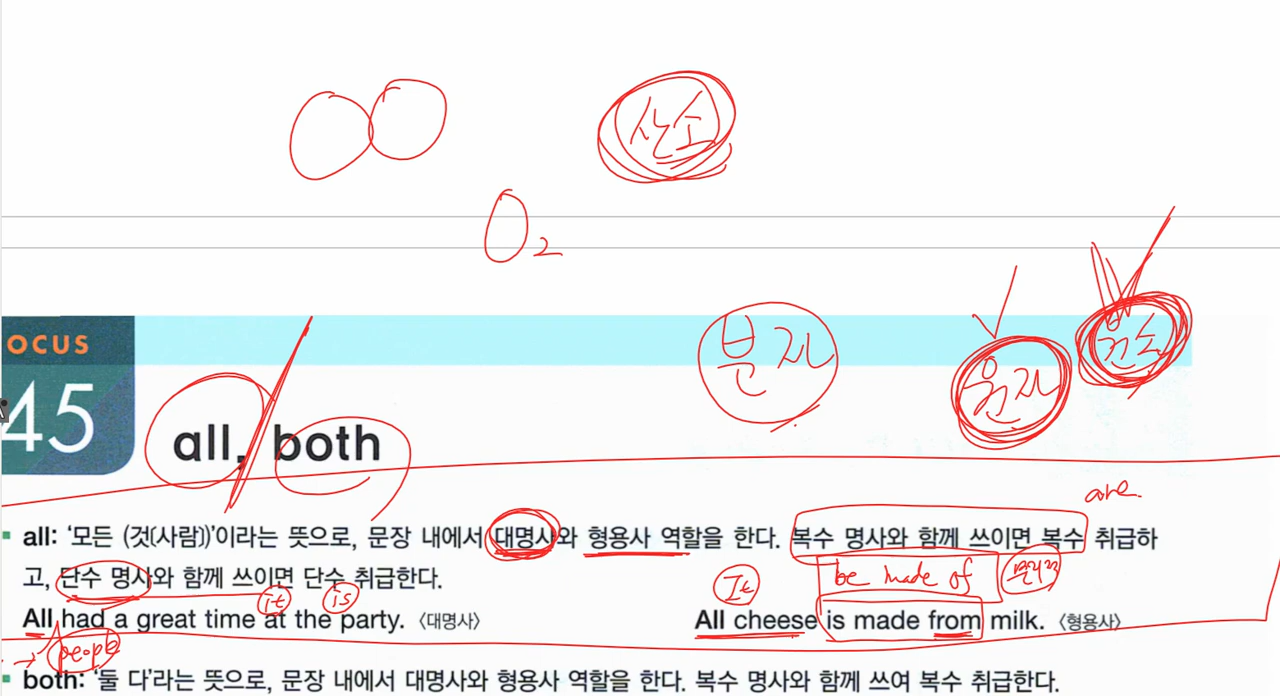 산소
O2
분자
원자
원소
OCUS
45
all, both
are
all: ‘모든 (것(사람))’이라는 뜻으로, 문장 내에서 대명사와 형용사 역할을 한다. 복수 명사와 함께 쓰이면 복수 취급하
고, 단수 명사와 함께 쓰이면 단수 취급한다.
It be made of
it is
All had a great time at the party. 〈대명사〉 All cheese is made from milk. 〈형용사〉
people
both: ‘둘 다’라는 뜻으로, 문장 내에서 대명사와 형용사 역할을 한다. 복수 명사와 함께 쓰여 복수 취급한다.